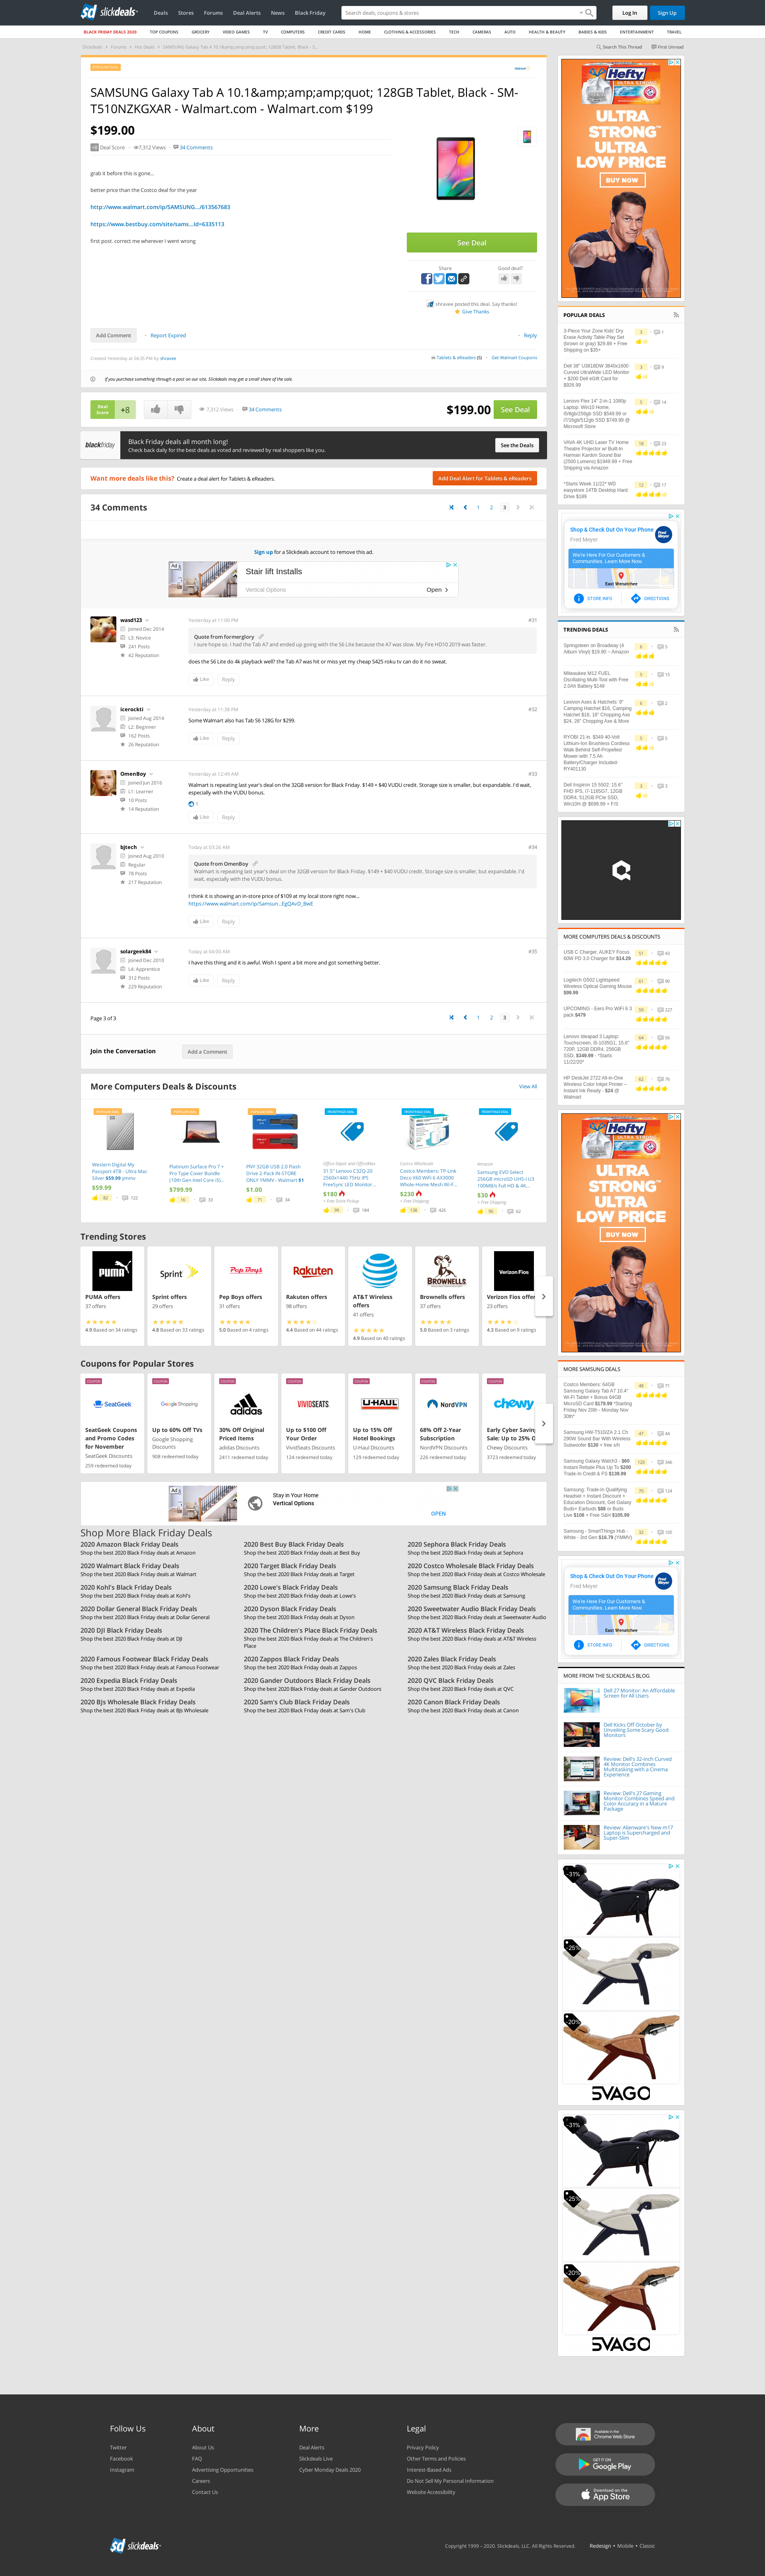 slickdeals
Deals Stores Forums Deal Alerts News Black Friday
Search deals, coupons & stores
Log In Sign Up
BLACK FRIDAY DEALS 2020 TOP COUPONS GROCERY VIDEO GAMES TV COMPUTERS CREDIT CARDS HOME CLOTHING & ACCESSORIES TECH CAMERAS AUTO HEALTH & BEAUTY BABIES & KIDS ENTERTAINMENT TRAVEL
Slickdeals Forums Hot Deals SAMSUNG Galaxy Tab A 10.1&amp;amp;amp;quot; 128GB Tablet, Black - S...
Search This Thread First Unread
SAMSUNG Galaxy Tab A 10.1&amp;amp;amp;quot; 128GB Tablet, Black - SM-
T510NZKGXAR - Walmart.com - Walmart.com $199
$199.00
+8 Deal Score 7,312 Views 34 Comments
grab it before this is gone...
better price than the Costco deal for the year
http://www.walmart.com/ip/SAMSUNG.../613567683
https://www.bestbuy.com/site/sams...Id=6335113
first post. correct me wherever I went wrong
See Deal
Share Good deal?
shravee posted this deal. Say thanks!
Give Thanks
Add Comment Report Expired Reply
Created Yesterday at 04:35 PM by shravee
Tablets & eReaders (5) Get Walmart Coupons
If you purchase something through a post on our site, Slickdeals may get a small share of the sale.
Deal
Score +8 7,312 Views 34 Comments $199.00 See Deal
blackfriday
Black Friday deals all month long!
Check back daily for the best deals as voted and reviewed by real shoppers like you.
See the Deals
Want more deals like this? Create a deal alert for Tablets & eReaders.
Add Deal Alert for Tablets & eReaders
34 Comments
1 2 3
Sign up for a Slickdeals account to remove this ad.
Ad
Stair lift Installs
Vertical Options
Open
wasd123
Joined Dec 2014
L3: Novice
241 Posts
42 Reputation
Yesterday at 11:00 PM #31
Quote from formerglory
I sure hope so. I had the Tab A7 and ended up going with the S6 Lite because the A7 was slow. My Fire HD10 2019 was faster.
does the S6 Lite do 4k playback well? the Tab A7 was hit or miss yet my cheap S425 roku tv can do it no sweat.
Like Reply
icerockti
Joined Aug 2014
L2: Beginner
162 Posts
26 Reputation
Yesterday at 11:38 PM #32
Some Walmart also has Tab S6 128G for $299.
Like Reply
OmenBoy
Joined Jun 2016
L1: Learner
10 Posts
14 Reputation
Yesterday at 12:49 AM #33
Walmart is repeating last year's deal on the 32GB version for Black Friday. $149 + $40 VUDU credit. Storage size is smaller, but expandable. I'd wait,
especially with the VUDU bonus.
1
Like Reply
bjtech
Joined Aug 2010
Regular
78 Posts
217 Reputation
Today at 03:26 AM #34
Quote from OmenBoy
Walmart is repeating last year's deal on the 32GB version for Black Friday. $149 + $40 VUDU credit. Storage size is smaller, but expandable. I'd
wait, especially with the VUDU bonus.
I think it is showing an in-store price of $109 at my local store right now...
https://www.walmart.com/ip/Samsun...EgQAvD_BwE
Like Reply
solargeek84
Joined Dec 2010
L4: Apprentice
312 Posts
229 Reputation
Today at 04:00 AM #35
I have this thing and it is awful. Wish I spent a bit more and got something better.
Like Reply
Page 3 of 3
1 2 3
Join the Conversation
Add a Comment
More Computers Deals & Discounts
View All
Western Digital My
Passport 4TB - Ultra Mac
Silver $59.99 ymmv
$59.99
82 122
Platinum Surface Pro 7 +
Pro Type Cover Bundle
(10th Gen Intel Core i5)...
$799.99
16 33
PNY 32GB USB 2.0 Flash
Drive 2-Pack IN-STORE
ONLY YMMV - Walmart $1
$1.00
71 34
Office Depot and OfficeMax
31.5" Lenovo C32Q-20
2560x1440 75Hz IPS
FreeSync LED Monitor...
$180
+ Free Store Pickup
96 184
Costco Wholesale
Costco Members: TP-Link
Deco X60 WiFi 6 AX3000
Whole-Home Mesh Wi-F...
$230
+ Free Shipping
136 426
Amazon
Samsung EVO Select
256GB microSD UHS-I U3
100MB/s Full HD & 4K...
$30
+ Free Shipping
96 62
Trending Stores
PUMA offers
37 offers
4.9 Based on 34 ratings
Sprint offers
29 offers
4.8 Based on 33 ratings
Pep Boys offers
31 offers
5.0 Based on 4 ratings
Rakuten offers
98 offers
4.4 Based on 44 ratings
AT&T Wireless
offers
41 offers
4.9 Based on 40 ratings
Brownells offers
37 offers
5.0 Based on 3 ratings
Verizon Fios offer
23 offers
4.3 Based on 9 ratings
Coupons for Popular Stores
SeatGeek Coupons
and Promo Codes
for November
SeatGeek Discounts
259 redeemed today
Up to 60% Off TVs
Google Shopping
Discounts
908 redeemed today
30% Off Original
Priced Items
adidas Discounts
2411 redeemed today
Up to $100 Off
Your Order
VividSeats Discounts
124 redeemed today
Up to 15% Off
Hotel Bookings
U-Haul Discounts
129 redeemed today
68% Off 2-Year
Subscription
NordVPN Discounts
226 redeemed today
Early Cyber Saving
Sale: Up to 25% O
Chewy Discounts
3723 redeemed today
Stay in Your Home
Vertical Options
OPEN
Shop More Black Friday Deals
2020 Amazon Black Friday Deals
Shop the best 2020 Black Friday deals at Amazon
2020 Best Buy Black Friday Deals
Shop the best 2020 Black Friday deals at Best Buy
2020 Sephora Black Friday Deals
Shop the best 2020 Black Friday deals at Sephora
2020 Walmart Black Friday Deals
Shop the best 2020 Black Friday deals at Walmart
2020 Target Black Friday Deals
Shop the best 2020 Black Friday deals at Target
2020 Costco Wholesale Black Friday Deals
Shop the best 2020 Black Friday deals at Costco Wholesale
2020 Kohl's Black Friday Deals
Shop the best 2020 Black Friday deals at Kohl's
2020 Lowe's Black Friday Deals
Shop the best 2020 Black Friday deals at Lowe's
2020 Samsung Black Friday Deals
Shop the best 2020 Black Friday deals at Samsung
2020 Dollar General Black Friday Deals
Shop the best 2020 Black Friday deals at Dollar General
2020 Dyson Black Friday Deals
Shop the best 2020 Black Friday deals at Dyson
2020 Sweetwater Audio Black Friday Deals
Shop the best 2020 Black Friday deals at Sweetwater Audio
2020 DJI Black Friday Deals
Shop the best 2020 Black Friday deals at DJI
2020 The Children's Place Black Friday Deals
Shop the best 2020 Black Friday deals at The Children's
Place
2020 AT&T Wireless Black Friday Deals
Shop the best 2020 Black Friday deals at AT&T Wireless
2020 Famous Footwear Black Friday Deals
Shop the best 2020 Black Friday deals at Famous Footwear
2020 Zappos Black Friday Deals
Shop the best 2020 Black Friday deals at Zappos
2020 Zales Black Friday Deals
Shop the best 2020 Black Friday deals at Zales
2020 Expedia Black Friday Deals
Shop the best 2020 Black Friday deals at Expedia
2020 Gander Outdoors Black Friday Deals
Shop the best 2020 Black Friday deals at Gander Outdoors
2020 QVC Black Friday Deals
Shop the best 2020 Black Friday deals at QVC
2020 BJs Wholesale Black Friday Deals
Shop the best 2020 Black Friday deals at BJs Wholesale
2020 Sam's Club Black Friday Deals
Shop the best 2020 Black Friday deals at Sam's Club
2020 Canon Black Friday Deals
Shop the best 2020 Black Friday deals at Canon
Hefty
ULTRA
STRONG™
ULTRA
LOW PRICE
BUY NOW
POPULAR DEALS
3-Piece Your Zone Kids' Dry
Erase Activity Table Play Set
(brown or gray) $29.89 + Free
Shipping on $35+
Dell 38" U3818DW 3840x1600
Curved UltraWide LED Monitor
+ $200 Dell eGift Card for
$926.99
Lenovo Flex 14" 2-in-1 1080p
Laptop. Win10 Home,
i5/8gb/256gb SSD $549.99 or
i7/16gb/512gb SSD $749.99 @
Microsoft Store
VAVA 4K UHD Laser TV Home
Theatre Projector w/ Built-In
Harman Kardon Sound Bar
(2500 Lumens) $1949.99 + Free
Shipping via Amazon
*Starts Week 11/22* WD
easystore 14TB Desktop Hard
Drive $189
Shop & Check Out On Your Phone
Fred Meyer
We're Here For Our Customers &
Communities. Learn More Now.
East Wenatchee
STORE INFO DIRECTIONS
TRENDING DEALS
Springsteen on Broadway (4
Album Vinyl) $19.80 ~ Amazon
Milwaukee M12 FUEL
Oscillating Multi-Tool with Free
2.0Ah Battery $149
Lexivon Axes & Hatchets: 9"
Camping Hatchet $16, Camping
Hatchet $18, 18" Chopping Axe
$24, 28" Chopping Axe & More
RYOBI 21 in. $349 40-Volt
Lithium-Ion Brushless Cordless
Walk Behind Self-Propelled
Mower with 7.5 Ah
Battery/Charger Included-
RY401130
Dell Inspiron 15 5502: 15.6"
FHD IPS, i7-1165G7, 12GB
DDR4, 512GB PCIe SSD,
Win10H @ $699.99 + F/S
MORE COMPUTERS DEALS & DISCOUNTS
USB C Charger, AUKEY Focus
60W PD 3.0 Charger for $14.29
Logitech G502 Lightspeed
Wireless Optical Gaming Mouse
$99.99
UPCOMING - Eero Pro WiFi 6 3
pack $479
Lenovo Ideapad 3 Laptop:
Touchscreen, i5-1035G1, 15.6"
720P, 12GB DDR4, 256GB
SSD, $349.99 - *Starts
11/22/20*
HP DeskJet 2722 All-in-One
Wireless Color Inkjet Printer –
Instant Ink Ready - $24 @
Walmart
Hefty
ULTRA
STRONG™
ULTRA
LOW PRICE
BUY NOW
MORE SAMSUNG DEALS
Costco Members: 64GB
Samsung Galaxy Tab A7 10.4"
Wi-Fi Tablet + Bonus 64GB
MicroSD Card $179.99 *Starting
Friday Nov 20th - Monday Nov
30th*
Samsung HW-T510/ZA 2.1 Ch
290W Sound Bar With Wireless
Subwoofer $130 + free s/h
Samsung Galaxy Watch3 - $60
Instant Rebate Plus Up To $200
Trade-In Credit & FS $139.99
Samsung: Trade-In Qualifying
Headset + Instant Discount +
Education Discount, Get Galaxy
Buds+ Earbuds $88 or Buds
Live $108 + Free S&H $105.99
Samsung - SmartThings Hub -
White - 3rd Gen $16.79 (YMMV)
Shop & Check Out On Your Phone
Fred Meyer
We're Here For Our Customers &
Communities. Learn More Now.
East Wenatchee
STORE INFO DIRECTIONS
MORE FROM THE SLICKDEALS BLOG
Dell 27 Monitor: An Affordable
Screen for All Users
Dell Kicks Off October by
Unveiling Some Scary Good
Monitors
Review: Dell's 32-inch Curved
4K Monitor Combines
Multitasking with a Cinema
Experience
Review: Dell's 27 Gaming
Monitor Combines Speed and
Color Accuracy in a Mature
Package
Review: Alienware's New m17
Laptop is Supercharged and
Super-Slim
-31%
-25%
-20%
SVAGO
-31%
-25%
-20%
SVAGO
Follow Us
Twitter
Facebook
Instagram
About
About Us
FAQ
Advertising Opportunities
Careers
Contact Us
More
Deal Alerts
Slickdeals Live
Cyber Monday Deals 2020
Legal
Privacy Policy
Other Terms and Policies
Interest-Based Ads
Do Not Sell My Personal Information
Website Accessibility
Available in the
Chrome Web Store
GET IT ON
Google Play
Download on the
App Store
slickdeals
Copyright 1999 - 2020. Slickdeals, LLC. All Rights Reserved. Redesign • Mobile • Classic